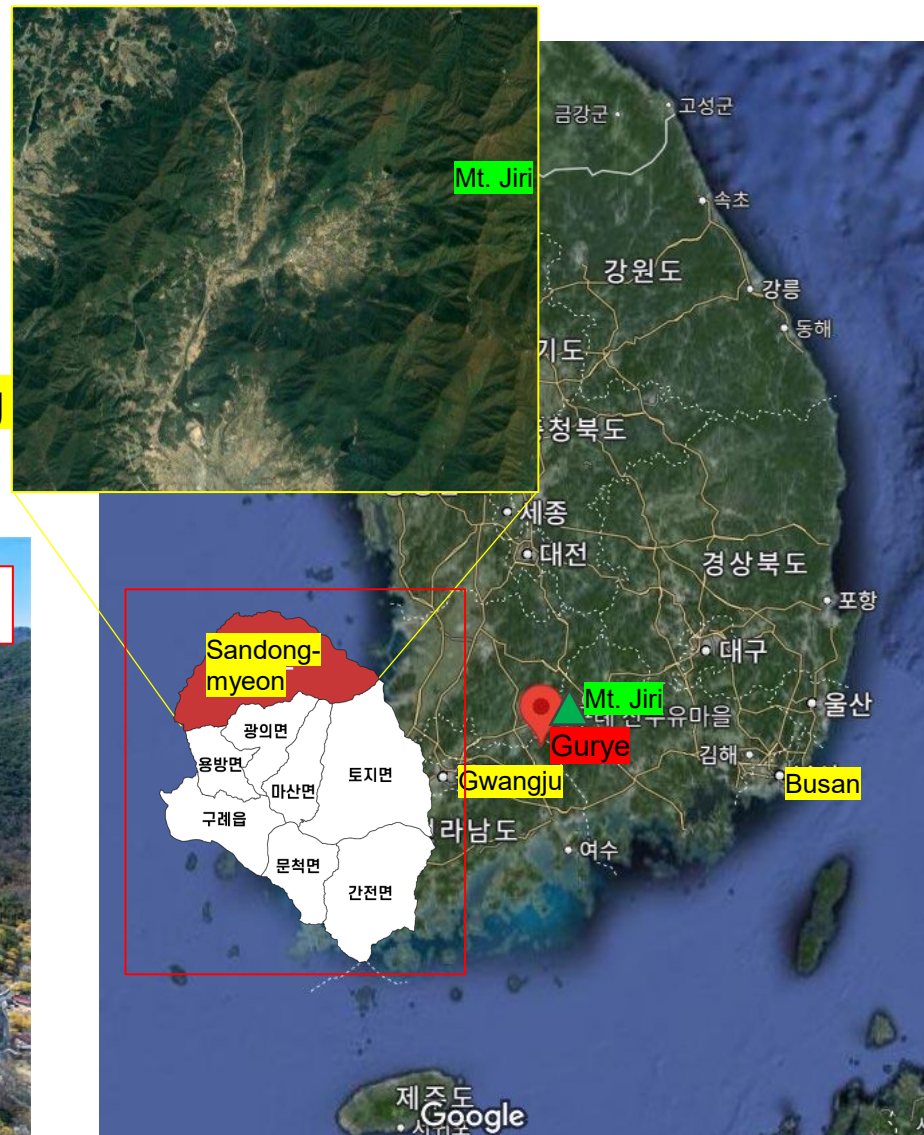 Mt. Jiri
금강군
고성군
속초
강원도
강릉
동해
기도
청북도
세종
대전
경상북도
포항
대구
울산
Sandong-
myeon
광의면
용방면
마산면
토지면
구례읍
문척면
간전면
Mt. Jiri
유마을
Gurye
김해
Gwangju
Busan
라남도
여수
제주도
Google